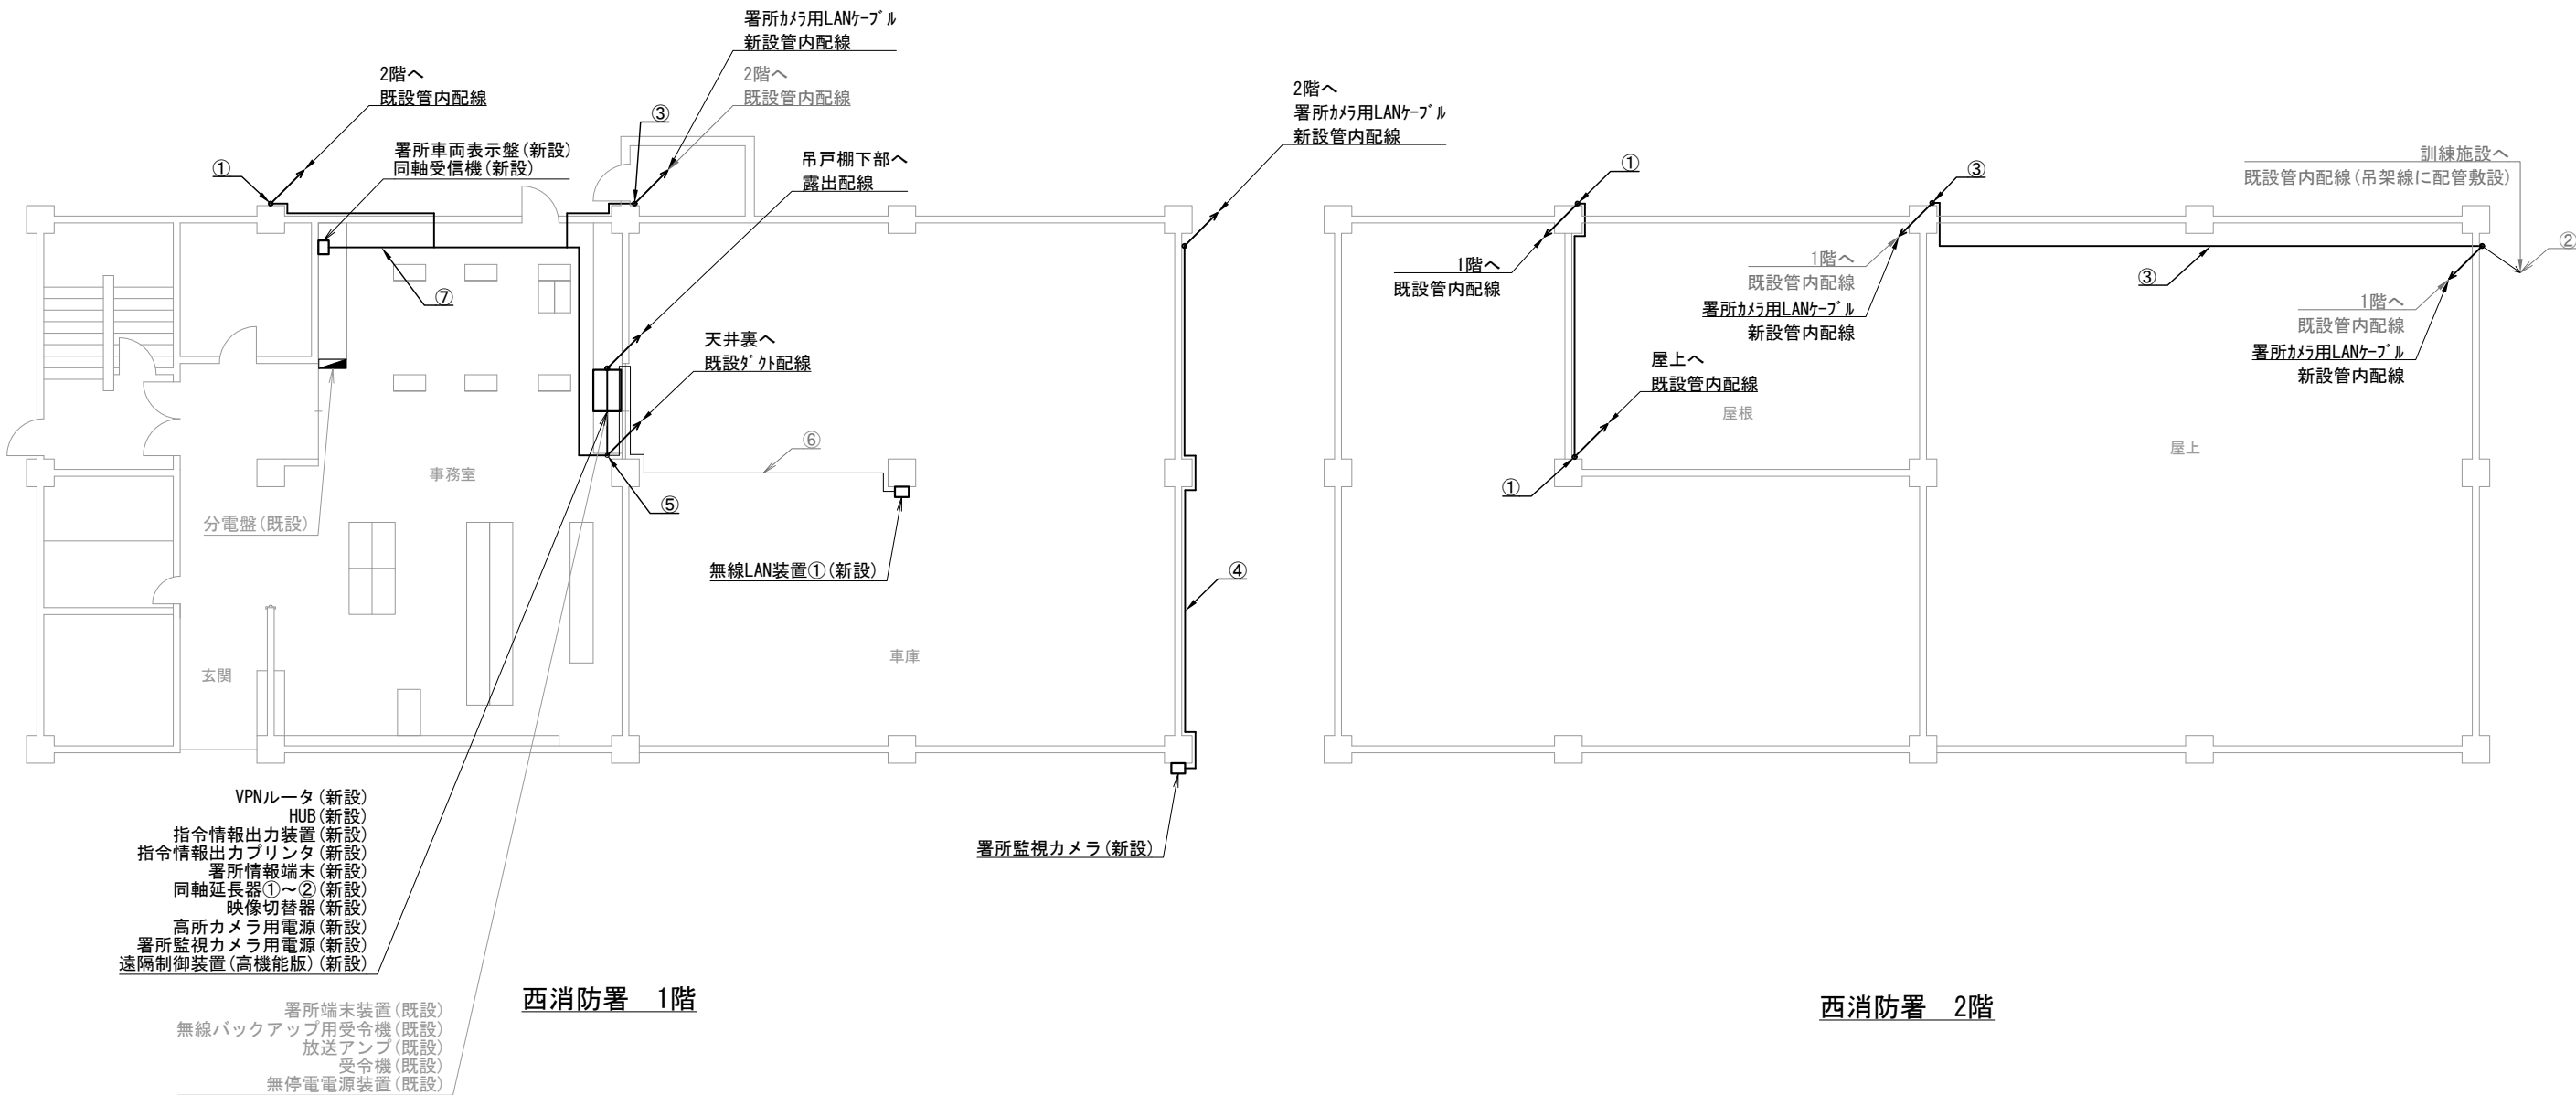 署所ｶﾒﾗ用LANｹｰﾌﾞﾙ
新設管内配線
2階へ
既設管内配線
2階へ
既設管内配線
③
①
署所車両表示盤(新設)
同軸受信機(新設)
吊戸棚下部へ
露出配線
2階へ
署所ｶﾒﾗ用LANｹｰﾌﾞﾙ
新設管内配線
⑦
天井裏へ
既設ﾀﾞｸﾄ配線
⑥
事務室
⑤
分電盤(既設)
無線LAN装置①(新設)
④
車庫
玄関
VPNルータ(新設)
HUB(新設)
指令情報出力装置(新設)
指令情報出力プリンタ(新設)
署所情報端末(新設)
同軸延長器①～②(新設)
映像切替器(新設)
高所カメラ用電源(新設)
署所監視カメラ用電源(新設)
遠隔制御装置(高機能版)(新設)
署所監視カメラ(新設)
署所端末装置(既設)
無線バックアップ用受令機(既設)
放送アンプ(既設)
受令機(既設)
無停電電源装置(既設)
西消防署　1階
①
③
訓練施設へ
既設管内配線(吊架線に配管敷設)
②
1階へ
既設管内配線
1階へ
既設管内配線
署所ｶﾒﾗ用LANｹｰﾌﾞﾙ
新設管内配線
③
1階へ
既設管内配線
署所ｶﾒﾗ用LANｹｰﾌﾞﾙ
新設管内配線
屋上へ
既設管内配線
屋根
屋上
①
西消防署　2階